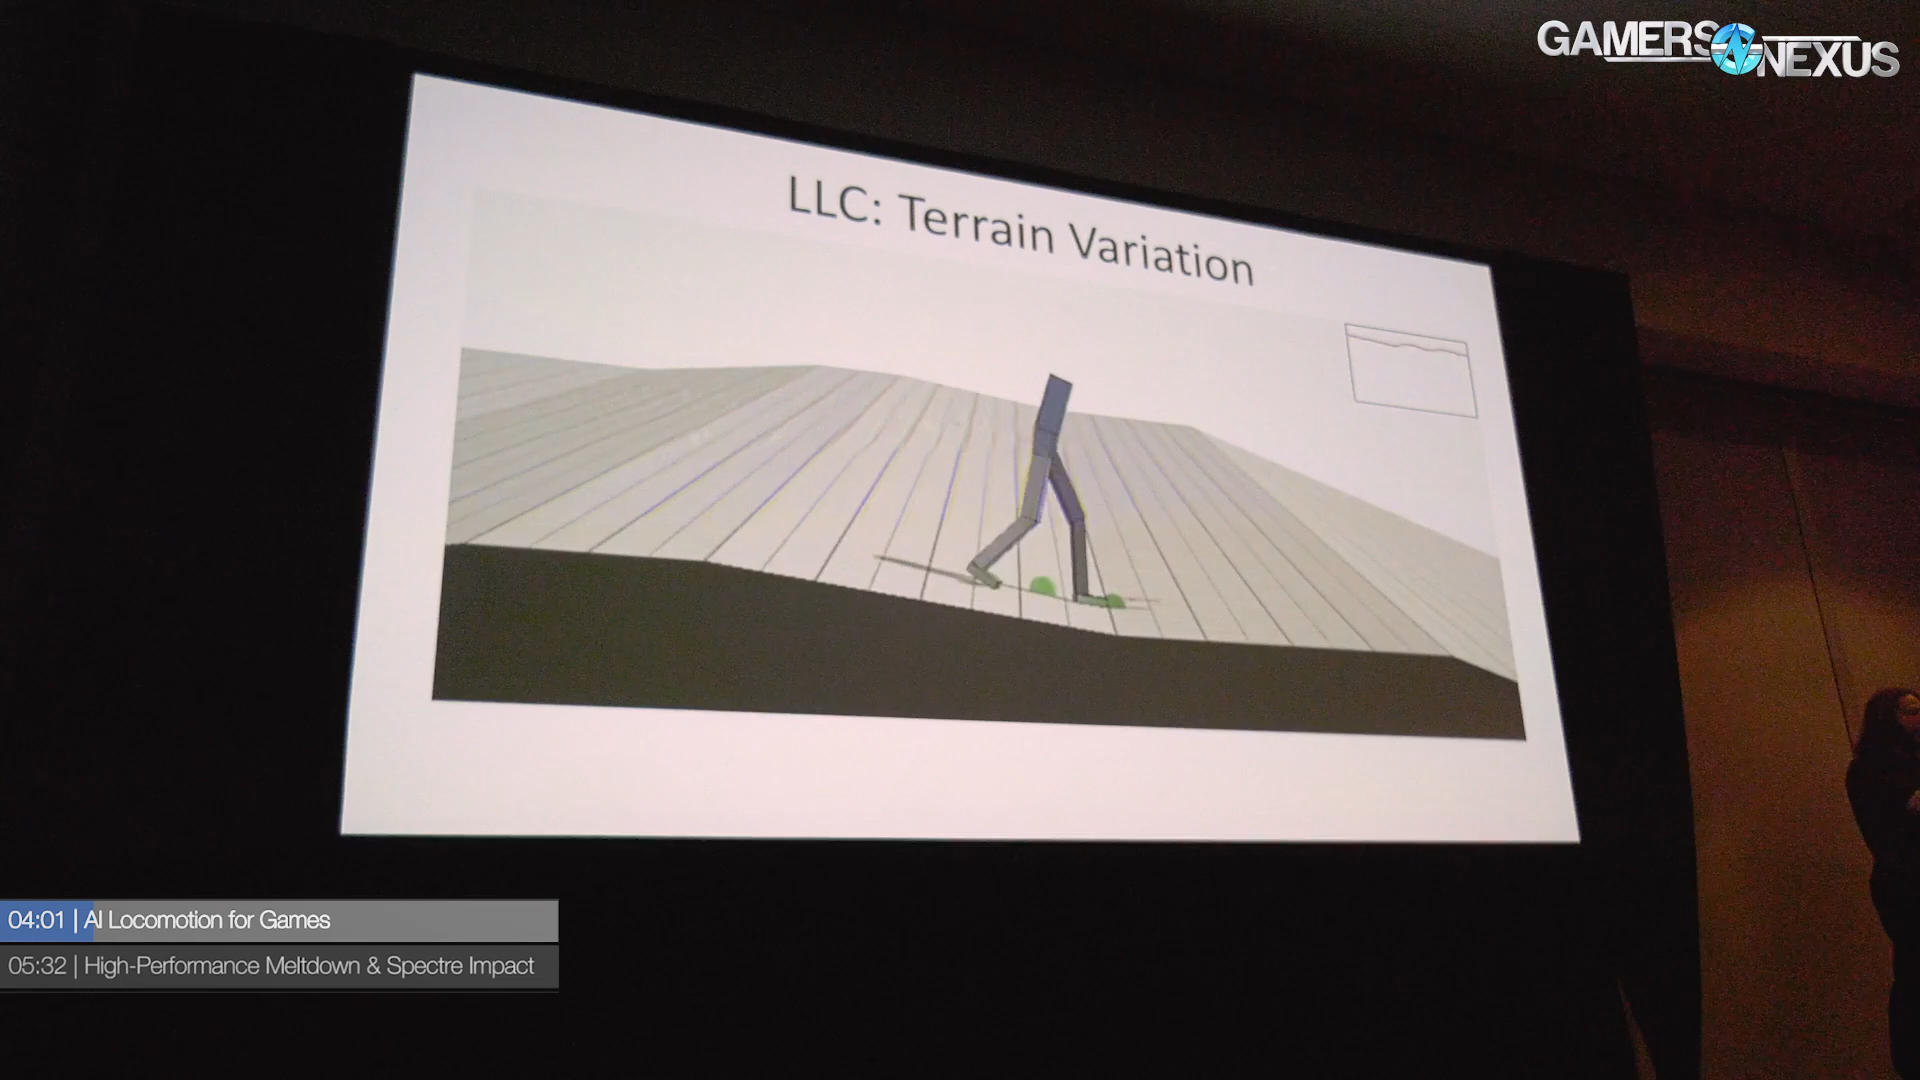 GAMERS NEXUS
LLC: Terrain Variation
04:01 | AI Locomotion for Games
05:32 | High-Performance Meltdown & Spectre Impact